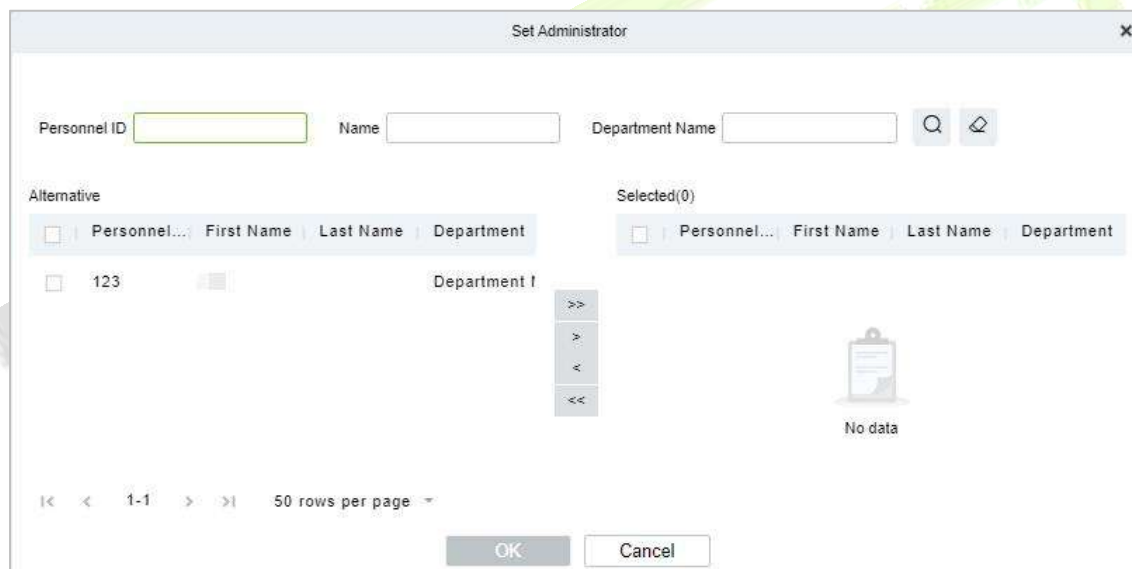 Set Administrator
Personnel ID Name Department Name
Alternative Selected(0)
Personnel... First Name Last Name Department Personnel... First Name Last Name Department
123 Department
>>
>
<
<<
No data
1-1 50 rows per page
OK Cancel